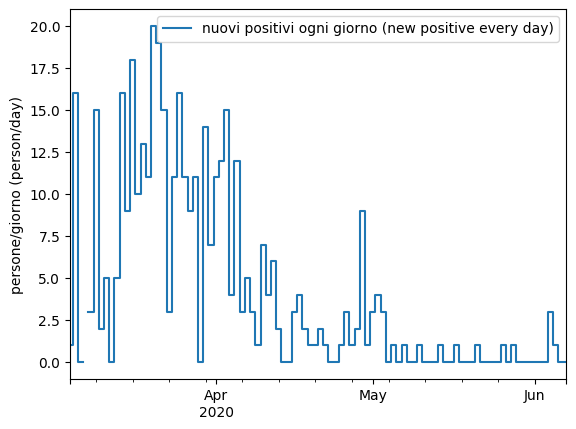 nuovi positivi ogni giorno (new positive every day)
persone/giorno (person/day)
20.0
17.5
15.0
12.5
10.0
7.5
5.0
2.5
0.0
Apr
2020
May
Jun